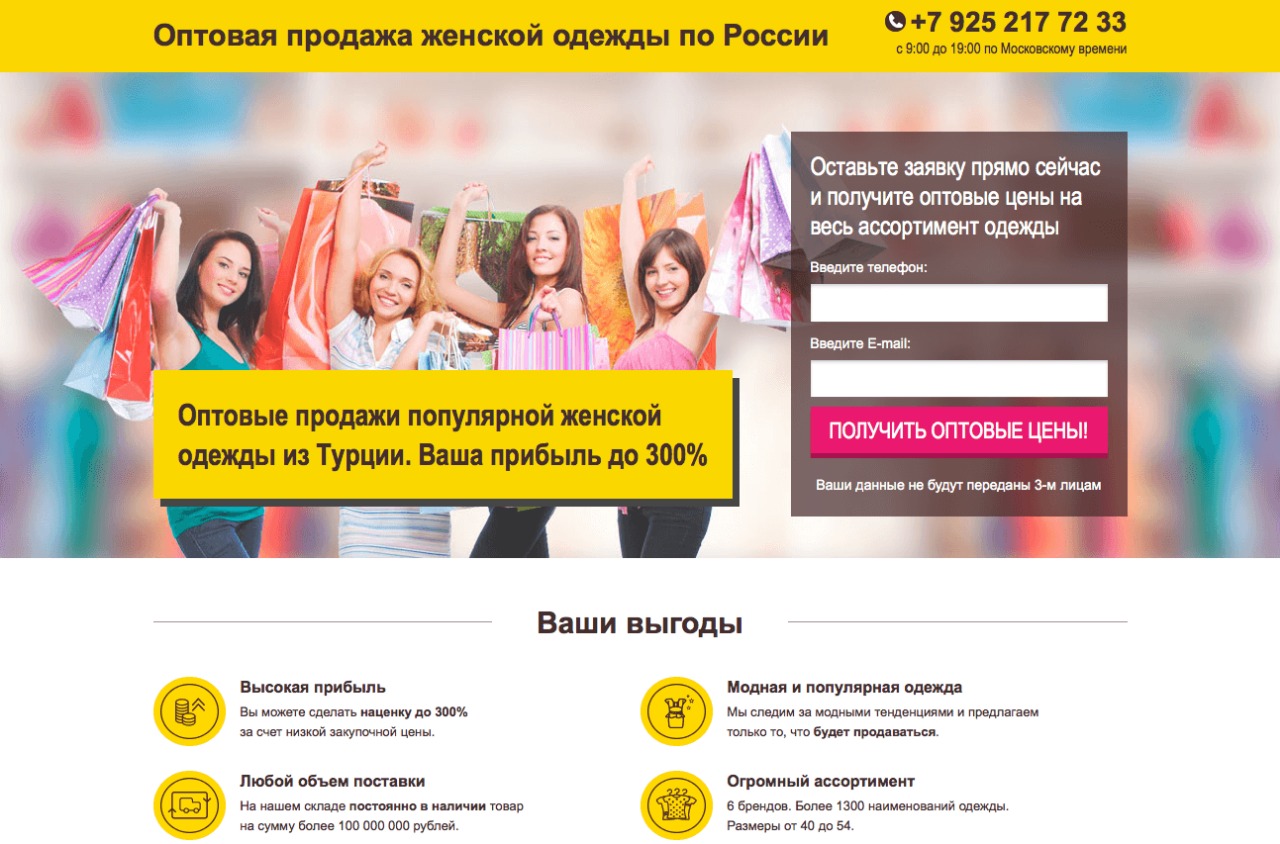 Оптовая продажа женской одежды по России
+7 925 217 72 33
с 9:00 до 19:00 по Московскому времени
Оставьте заявку прямо сейчас
и получите оптовые цены на
весь ассортимент одежды
Введите телефон:
Введите E-mail:
ПОЛУЧИТЬ ОПТОВЫЕ ЦЕНЫ!
Ваши данные не будут переданы 3-м лицам
Оптовые продажи популярной женской
одежды из Турции. Ваша прибыль до 300%
Ваши выгоды
Высокая прибыль
Вы можете сделать наценку до 300%
за счет низкой закупочной цены.
Модная и популярная одежда
Мы следим за модными тенденциями и предлагаем
только то, что будет продаваться.
Любой объем поставки
На нашем складе постоянно в наличии товар
на сумму более 100 000 000 рублей.
Огромный ассортимент
6 брендов. Более 1300 наименований одежды.
Размеры от 40 до 54.